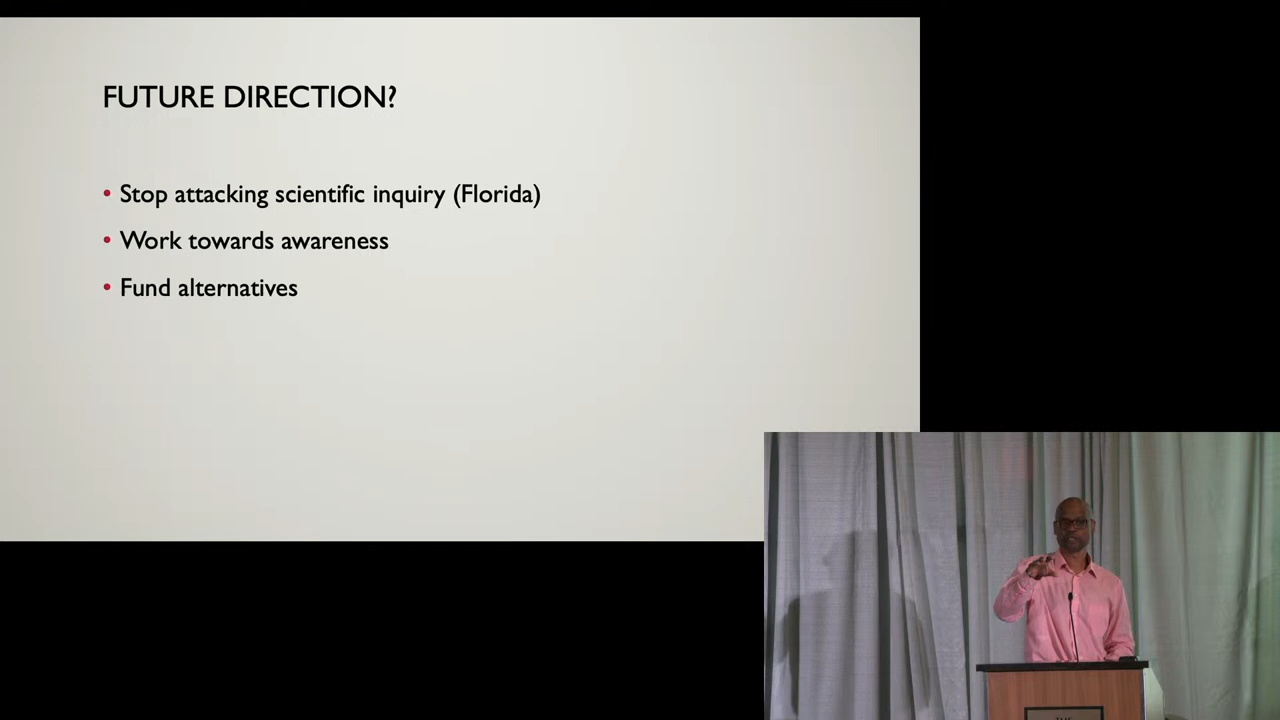 FUTURE DIRECTION?
• Stop attacking scientific inquiry (Florida)
• Work towards awareness
• Fund alternatives